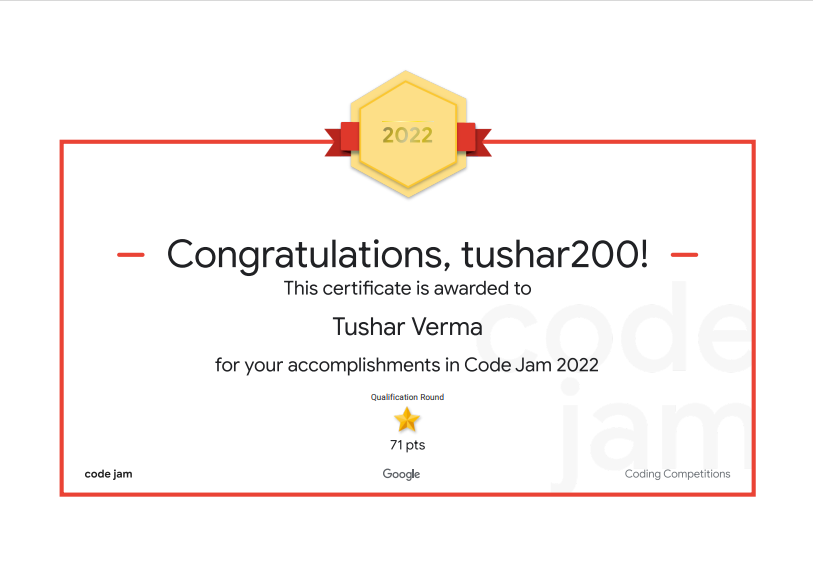 2022
Congratulations, tushar200!
This certificate is awarded to
Tushar Verma
for your accomplishments in Code Jam 2022
Qualification Round
71 pts
code jam
code jam
Google
Coding Competitions